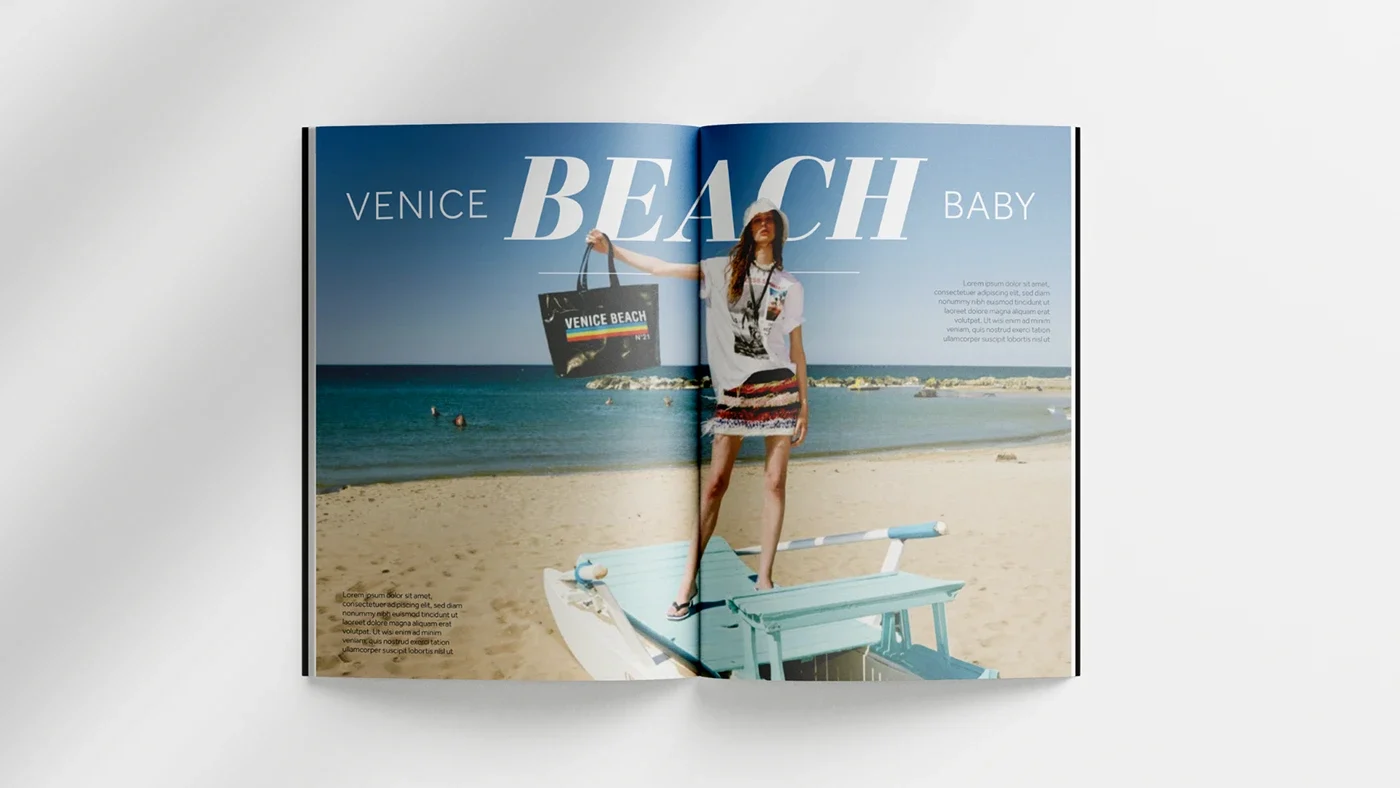 VENICE BEACH BABY
VENICE BEACH
N°21
Lorem ipsum dolor sit amet,
consectetuer adipiscing elit, sed diam
nonummy nibh euismod tincidunt ut
laoreet dolore magna aliquam erat
volutpat. Ut wisi enim ad minim
veniam, quis nostrud exerci tation
ullamcorper suscipit lobortis nisl ut
Lorem ipsum dolor sit amet,
consectetuer adipiscing elit, sed diam
nonummy nibh euismod tincidunt ut
laoreet dolore magna aliquam erat
volutpat. Ut wisi enim ad minim
veniam, quis nostrud exerci tation
ullamcorper suscipit lobortis nisl ut